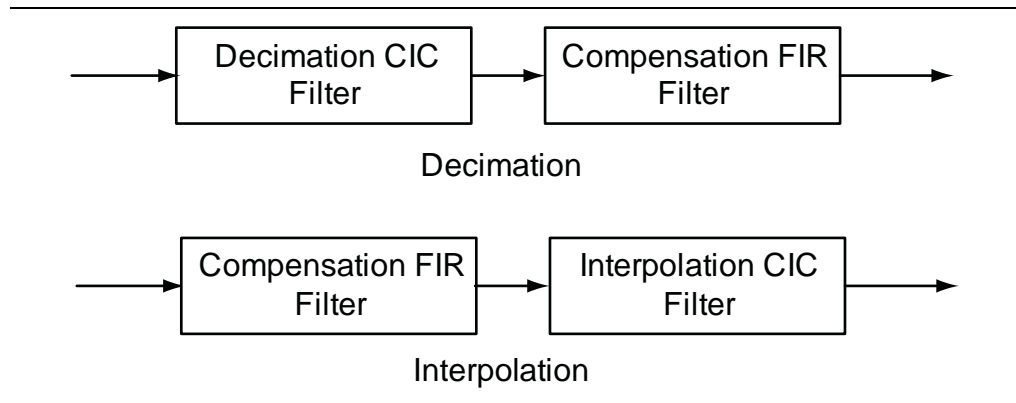 Decimation CIC
Filter
Compensation FIR
Filter
Decimation
Compensation FIR
Filter
Interpolation CIC
Filter
Interpolation